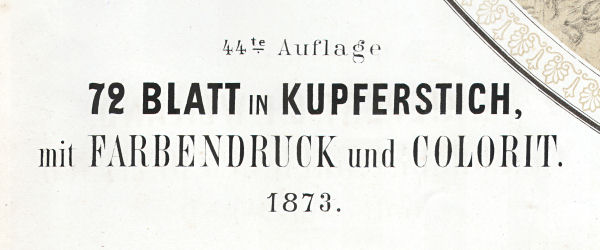 44te Auflage
72 BLATT IN KUPFERSTICH,
mit FARBENDRUCK und COLORIT.
1873.